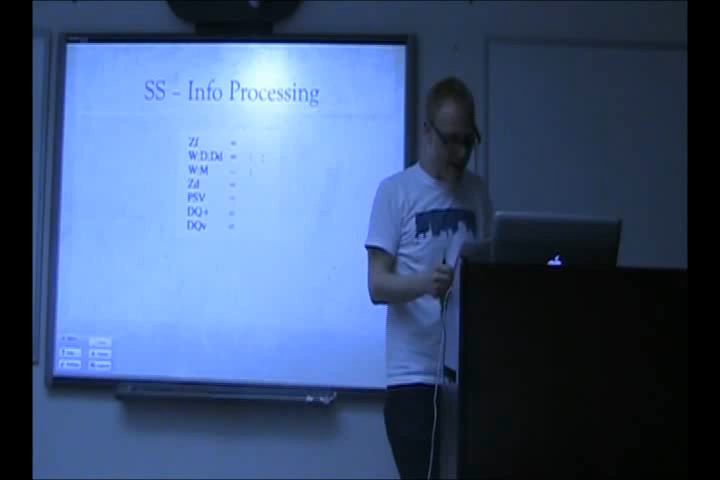 SS – Info Processing
Zf =
W:D:Dd = : :
W:M = :
Zd =
PSV =
DQ+ =
DQv =